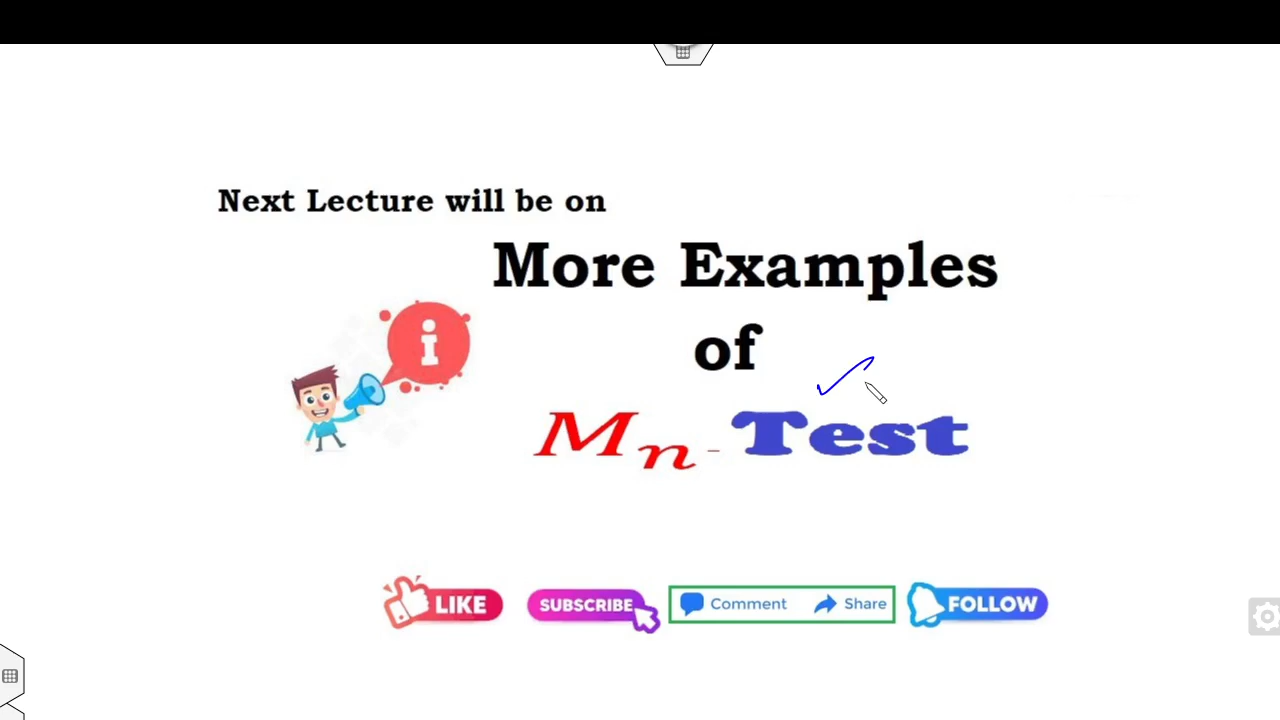 Next Lecture will be on
More Examples
of
Mn-Test
i
LIKE SUBSCRIBE Comment Share FOLLOW